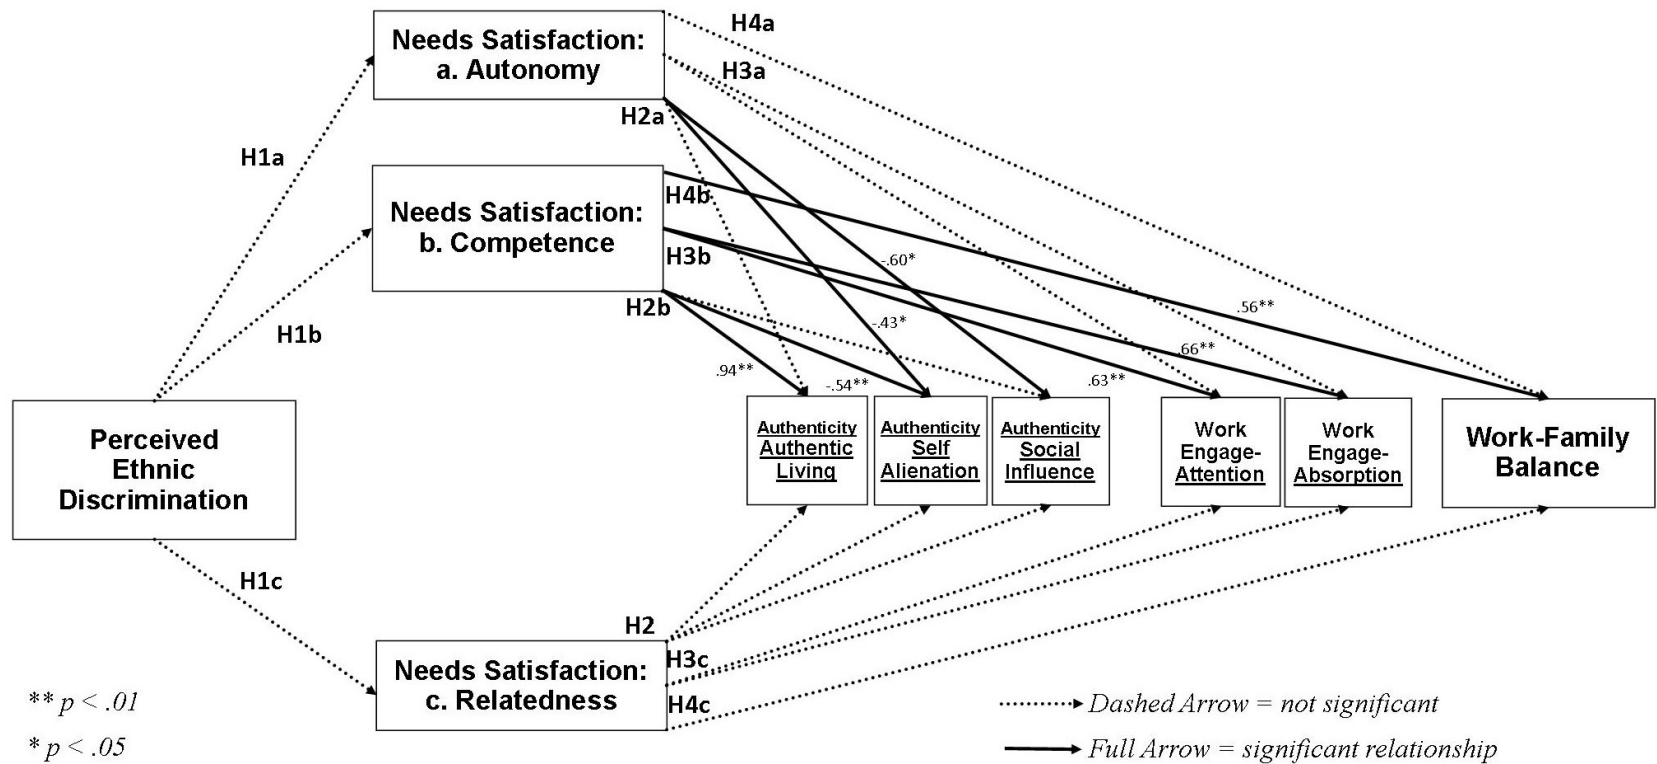 H4a
Needs Satisfaction:
a. Autonomy
H3a
H2a
H1a
Needs Satisfaction:
b. Competence
H4b
H3b
H2b
H1b
-.60*
-.43*
.56**
.66**
.94**
-.54**
.63**
Perceived
Ethnic
Discrimination
Authenticity
Authentic
Living
Authenticity
Self
Alienation
Authenticity
Social
Influence
Work
Engage-
Attention
Work
Engage-
Absorption
Work-Family
Balance
H1c
H2
H3c
H4c
Needs Satisfaction:
c. Relatedness
** p < .01
* p < .05
Dashed Arrow = not significant
Full Arrow = significant relationship